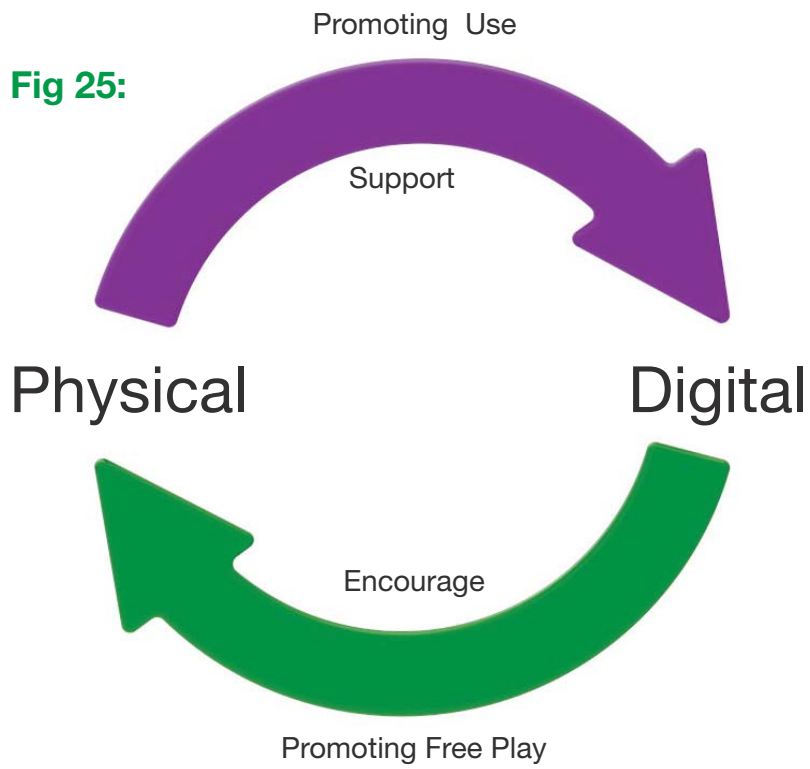 Promoting Use
Fig 25:
Support
Physical
Digital
Encourage
Promoting Free Play